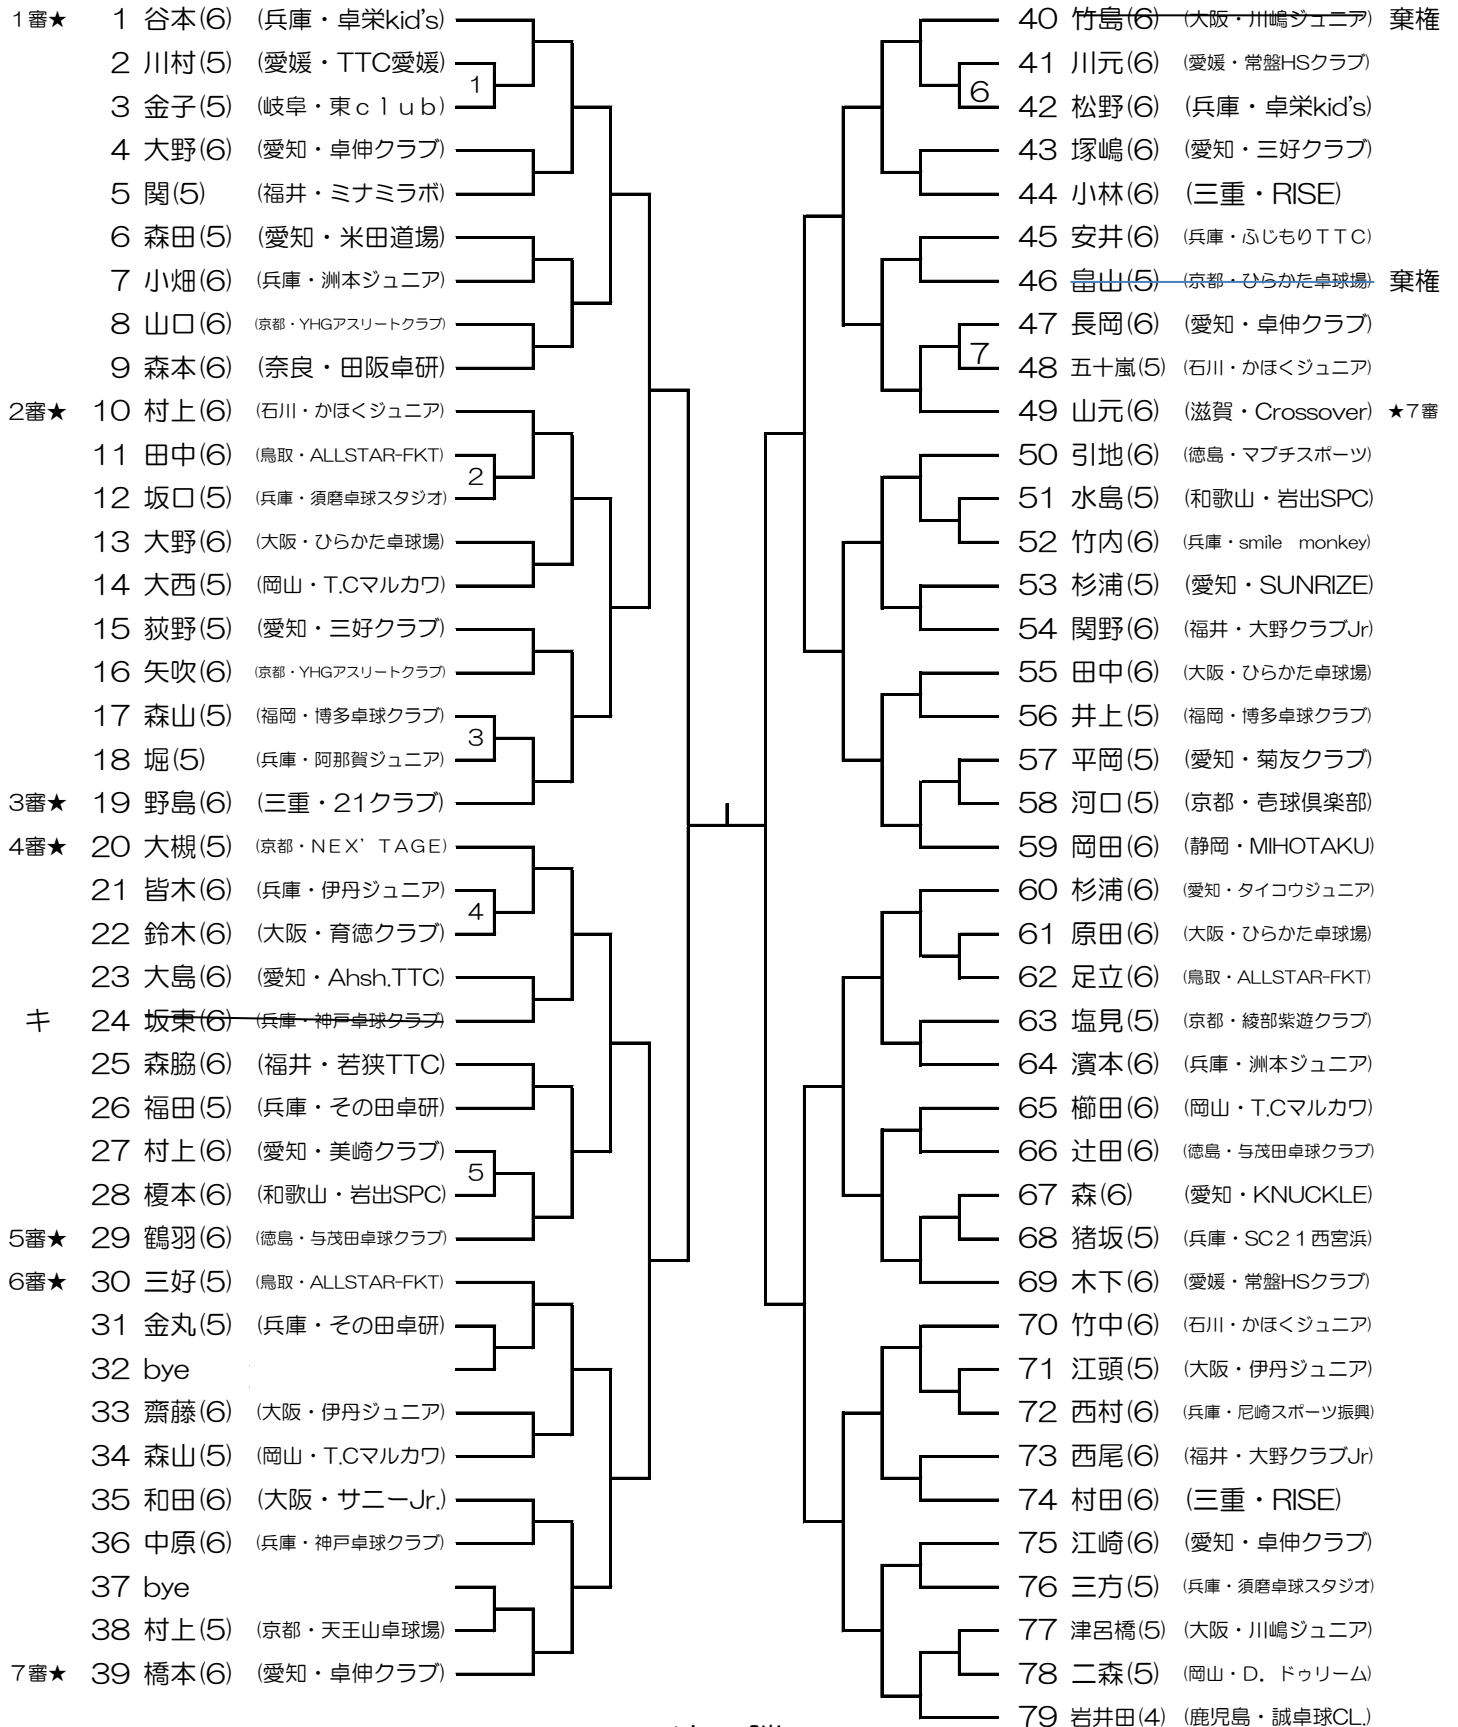 1審★ 1 谷本(6) (兵庫・卓栄kid's)
2 川村(5) (愛媛・TTC愛媛)
1
3 金子(5) (岐阜・東ｃｌｕｂ)
4 大野(6) (愛知・卓伸クラブ)
5 関(5) (福井・ミナミラボ)
6 森田(5) (愛知・米田道場)
7 小畑(6) (兵庫・洲本ジュニア)
8 山口(6) (京都・YHGアスリートクラブ)
9 森本(6) (奈良・田阪卓研)
2審★ 10 村上(6) (石川・かほくジュニア)
11 田中(6) (鳥取・ALLSTAR-FKT)
2
12 坂口(5) (兵庫・須磨卓球スタジオ)
13 大野(6) (大阪・ひらかた卓球場)
14 大西(5) (岡山・T.Cマルカワ)
15 荻野(5) (愛知・三好クラブ)
16 矢吹(6) (京都・YHGアスリートクラブ)
17 森山(5) (福岡・博多卓球クラブ)
3
18 堀(5) (兵庫・阿那賀ジュニア)
3審★ 19 野島(6) (三重・21クラブ)
4審★ 20 大槻(5) (京都・ＮＥＸ’ＴＡＧＥ)
21 皆木(6) (兵庫・伊丹ジュニア)
4
22 鈴木(6) (大阪・育徳クラブ)
23 大島(6) (愛知・Ahsh.TTC)
キ 24 坂東(6) (兵庫・神戸卓球クラブ)
25 森脇(6) (福井・若狭TTC)
26 福田(5) (兵庫・その田卓研)
27 村上(6) (愛知・美崎クラブ)
5
28 榎本(6) (和歌山・岩出SPC)
5審★ 29 鶴羽(6) (徳島・与茂田卓球クラブ)
6審★ 30 三好(5) (鳥取・ALLSTAR-FKT)
31 金丸(5) (兵庫・その田卓研)
32 bye
33 齋藤(6) (大阪・伊丹ジュニア)
34 森山(5) (岡山・T.Cマルカワ)
35 和田(6) (大阪・サニーJr.)
36 中原(6) (兵庫・神戸卓球クラブ)
37 bye
38 村上(5) (京都・天王山卓球場)
7審★ 39 橋本(6) (愛知・卓伸クラブ)
40 竹島(6) (大阪・川嶋ジュニア) 棄権
41 川元(6) (愛媛・常盤HSクラブ)
6
42 松野(6) (兵庫・卓栄kid's)
43 塚嶋(6) (愛知・三好クラブ)
44 小林(6) (三重・RISE)
45 安井(6) (兵庫・ふじもりＴＴＣ)
46 畠山(5) (京都・ひらかた卓球場) 棄権
47 長岡(6) (愛知・卓伸クラブ)
7
48 五十嵐(5) (石川・かほくジュニア)
49 山元(6) (滋賀・Crossover) ★7審
50 引地(6) (徳島・マブチスポーツ)
51 水島(5) (和歌山・岩出SPC)
52 竹内(6) (兵庫・smile　monkey)
53 杉浦(5) (愛知・SUNRIZE)
54 関野(6) (福井・大野クラブJr)
55 田中(6) (大阪・ひらかた卓球場)
56 井上(5) (福岡・博多卓球クラブ)
57 平岡(5) (愛知・菊友クラブ)
58 河口(5) (京都・壱球倶楽部)
59 岡田(6) (静岡・MIHOTAKU)
60 杉浦(6) (愛知・タイコウジュニア)
61 原田(6) (大阪・ひらかた卓球場)
62 足立(6) (鳥取・ALLSTAR-FKT)
63 塩見(5) (京都・綾部紫遊クラブ)
64 濱本(6) (兵庫・洲本ジュニア)
65 櫛田(6) (岡山・T.Cマルカワ)
66 辻田(6) (徳島・与茂田卓球クラブ)
67 森(6) (愛知・KNUCKLE)
68 猪坂(5) (兵庫・SC２１西宮浜)
69 木下(6) (愛媛・常盤HSクラブ)
70 竹中(6) (石川・かほくジュニア)
71 江頭(5) (大阪・伊丹ジュニア)
72 西村(6) (兵庫・尼崎スポーツ振興)
73 西尾(6) (福井・大野クラブJr)
74 村田(6) (三重・RISE)
75 江崎(6) (愛知・卓伸クラブ)
76 三方(5) (兵庫・須磨卓球スタジオ)
77 津呂橋(5) (大阪・川嶋ジュニア)
78 二森(5) (岡山・D．ドゥリーム)
79 岩井田(4) (鹿児島・誠卓球CL.)